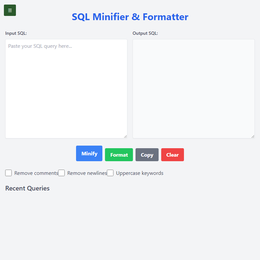 SQL Minifier & Formatter
Input SQL:
Output SQL:
Paste your SQL query here...
Minify
Format
Copy
Clear
Remove comments
Remove newlines
Uppercase keywords
Recent Queries